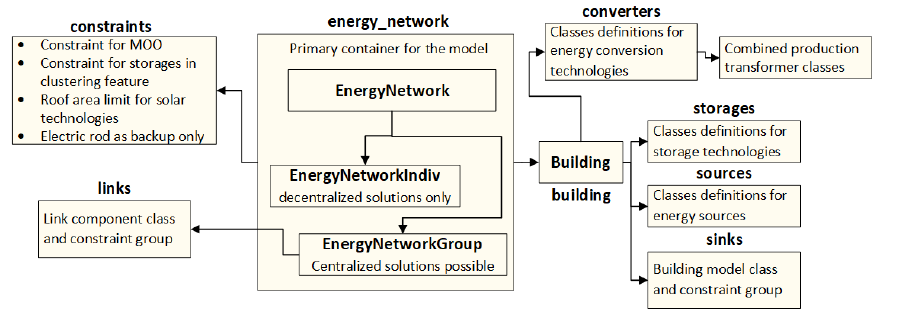 constraints
• Constraint for MOO
• Constraint for storages in
clustering feature
• Roof area limit for solar
technologies
• Electric rod as backup only
links
Link component class
and constraint group
energy_network
Primary container for the model
EnergyNetwork
EnergyNetworkIndiv
decentralized solutions only
EnergyNetworkGroup
Centralized solutions possible
Building
building
converters
Classes definitions for
energy conversion
technologies
Combined production
transformer classes
storages
Classes definitions for
storage technologies
sources
Classes definitions for
energy sources
sinks
Building model class
and constraint group